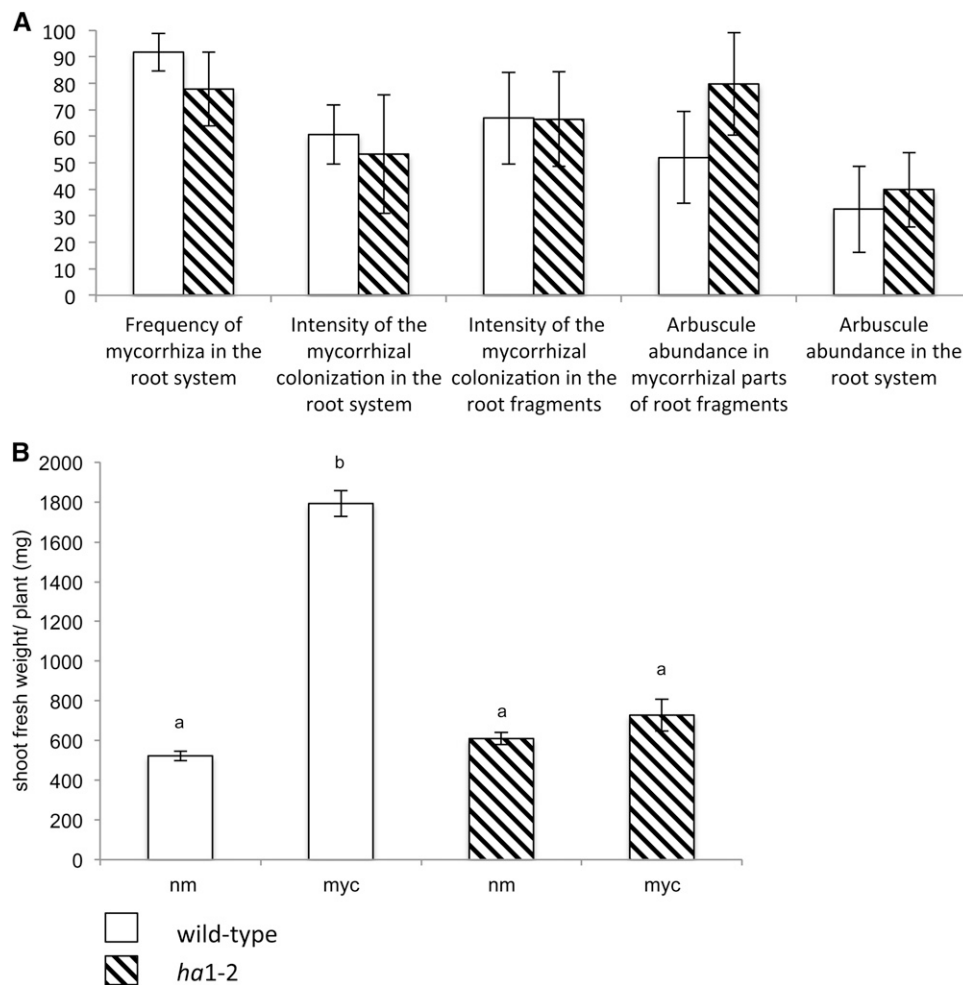 A
100
90
80
70
60
50
40
30
20
10
0
Frequency of
mycorrhiza in the
root system
Intensity of the
mycorrhizal
colonization in the
root system
Intensity of the
mycorrhizal
colonization in the
root fragments
Arbuscule
abundance in
mycorrhizal parts
of root fragments
Arbuscule
abundance in the
root system
B
shoot fresh weight/ plant (mg)
2000
1800
1600
1400
1200
1000
800
600
400
200
0
a
b
a
a
nm
myc
nm
myc
wild-type
ha1-2